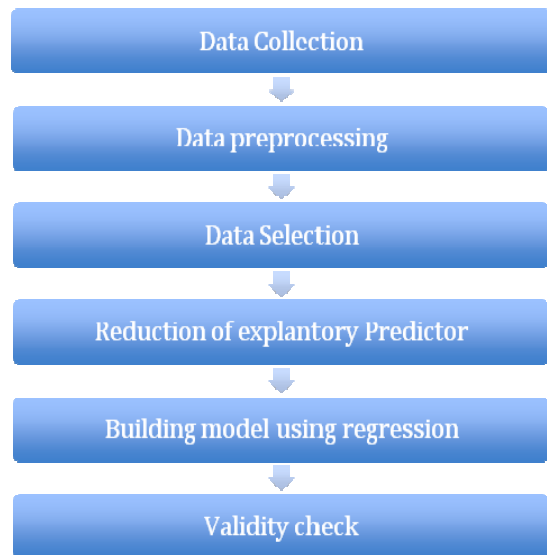 Data Collection
Data preprocessing
Data Selection
Reduction of explantory Predictor
Building model using regression
Validity check